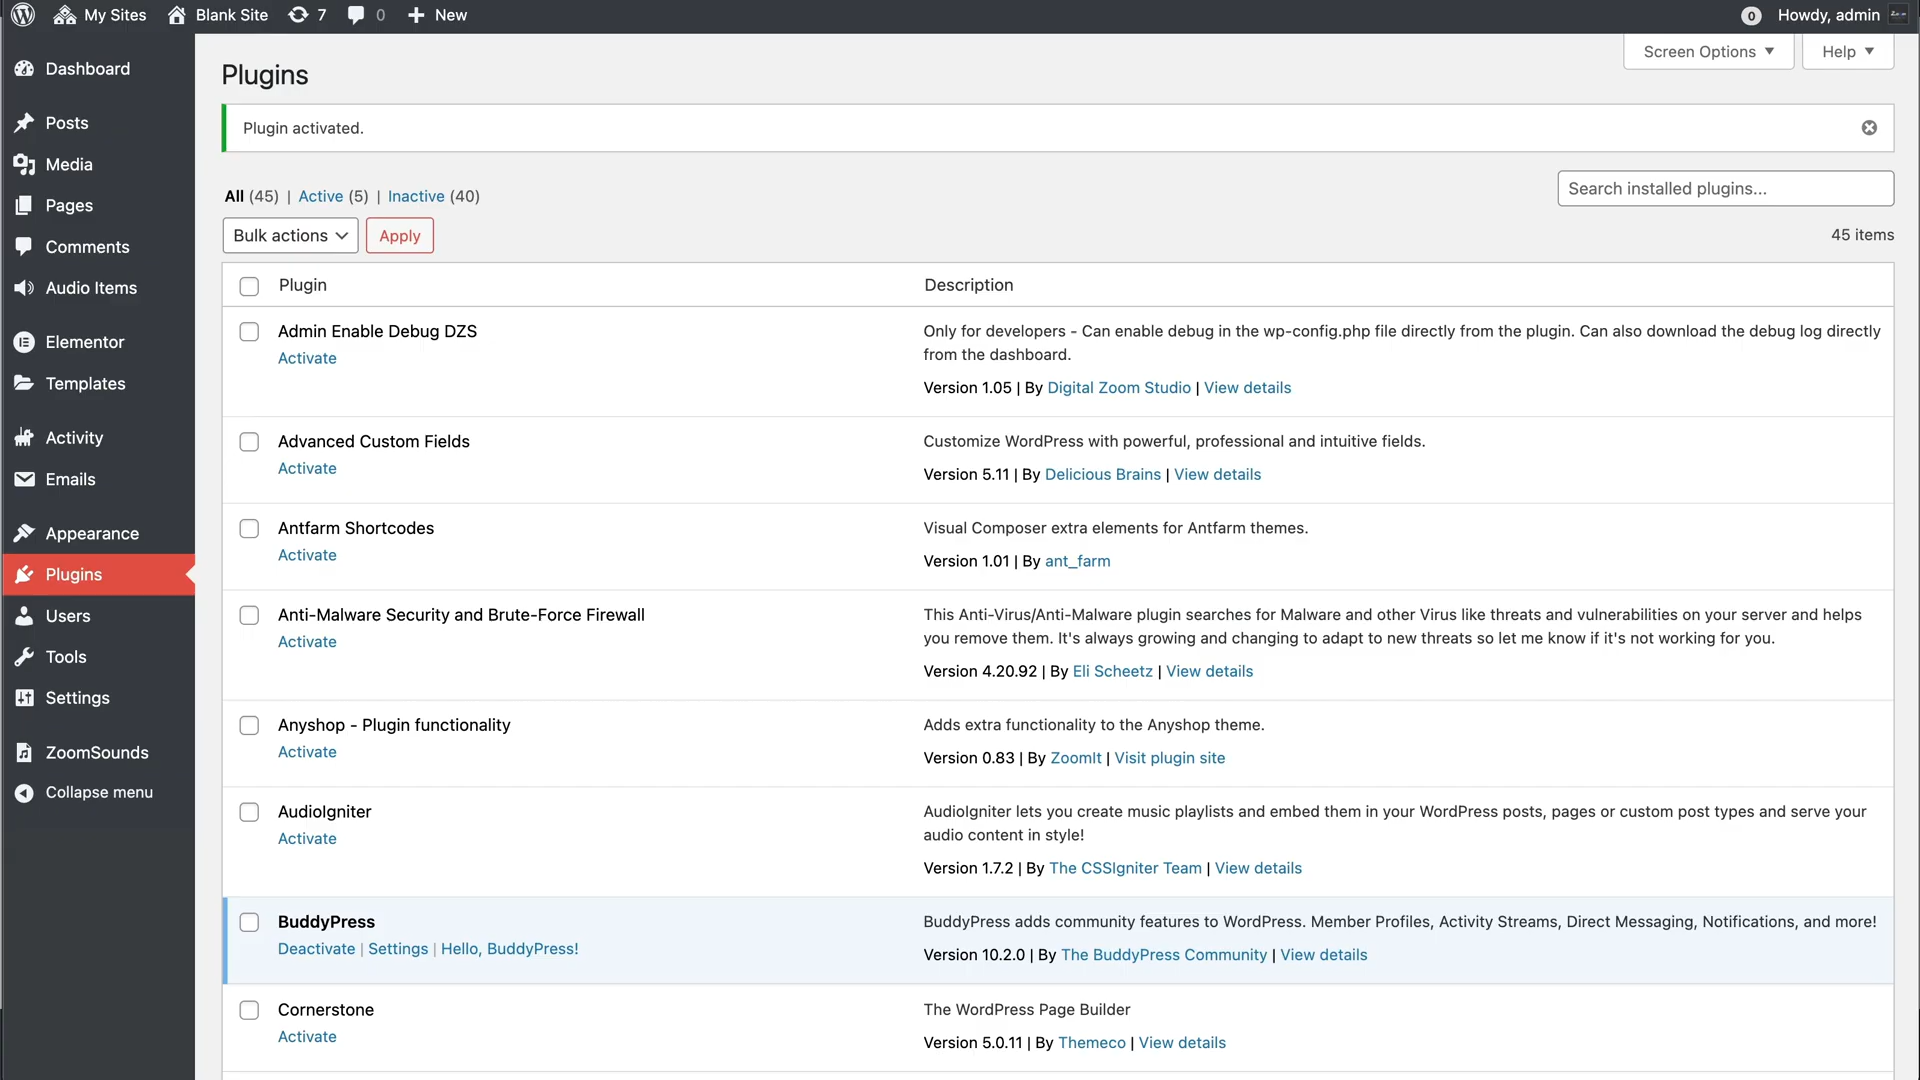 My Sites Blank Site 7 0 New 0 Howdy, admin
Screen Options Help
Dashboard
Posts
Media
Pages
Comments
Audio Items
Elementor
Templates
Activity
Emails
Appearance
Plugins
Users
Tools
Settings
ZoomSounds
Collapse menu
Plugins
Plugin activated.
All (45) | Active (5) | Inactive (40)
Search installed plugins...
Bulk actions Apply
45 items
Plugin Description
Admin Enable Debug DZS
Activate
Only for developers - Can enable debug in the wp-config.php file directly from the plugin. Can also download the debug log directly
from the dashboard.
Version 1.05 | By Digital Zoom Studio | View details
Advanced Custom Fields
Activate
Customize WordPress with powerful, professional and intuitive fields.
Version 5.11 | By Delicious Brains | View details
Antfarm Shortcodes
Activate
Visual Composer extra elements for Antfarm themes.
Version 1.01 | By ant_farm
Anti-Malware Security and Brute-Force Firewall
Activate
This Anti-Virus/Anti-Malware plugin searches for Malware and other Virus like threats and vulnerabilities on your server and helps
you remove them. It's always growing and changing to adapt to new threats so let me know if it's not working for you.
Version 4.20.92 | By Eli Scheetz | View details
Anyshop - Plugin functionality
Activate
Adds extra functionality to the Anyshop theme.
Version 0.83 | By ZoomIt | Visit plugin site
AudioIgniter
Activate
AudioIgniter lets you create music playlists and embed them in your WordPress posts, pages or custom post types and serve your
audio content in style!
Version 1.7.2 | By The CSSIgniter Team | View details
BuddyPress
Deactivate | Settings | Hello, BuddyPress!
BuddyPress adds community features to WordPress. Member Profiles, Activity Streams, Direct Messaging, Notifications, and more!
Version 10.2.0 | By The BuddyPress Community | View details
Cornerstone
Activate
The WordPress Page Builder
Version 5.0.11 | By Themeco | View details